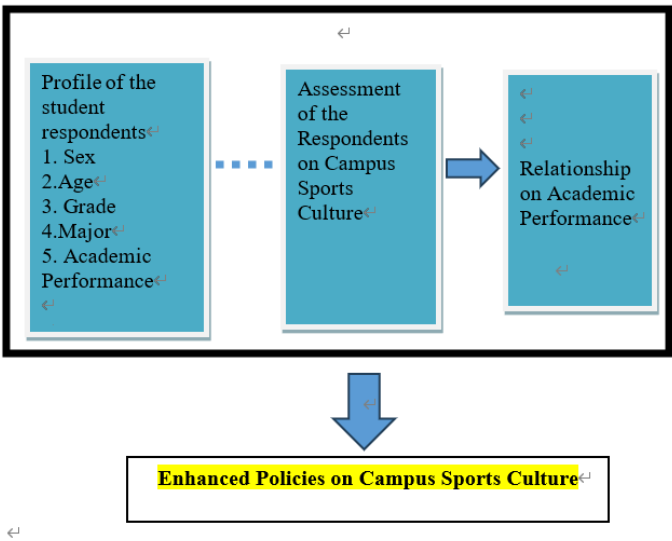 Profile of the
student
respondents
1. Sex
2.Age
3. Grade
4.Major
5. Academic
Performance
Assessment
of the
Respondents
on Campus
Sports
Culture
Relationship
on Academic
Performance
Enhanced Policies on Campus Sports Culture